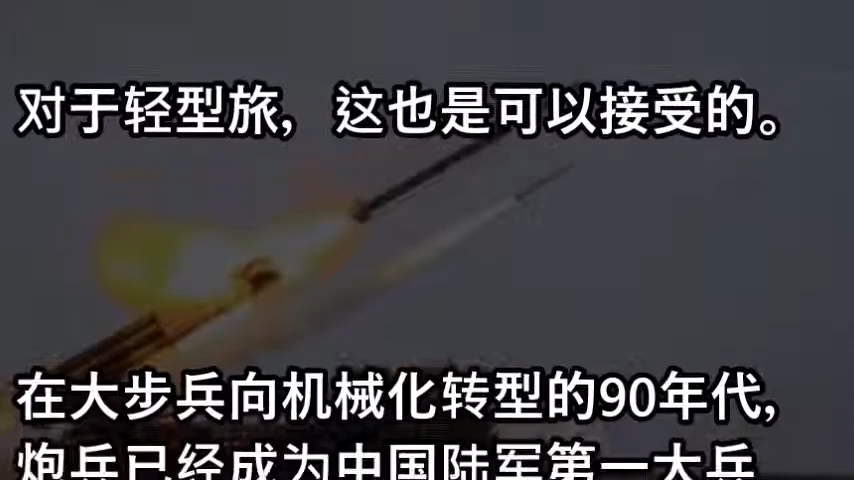 对于轻型旅，这也是可以接受的。
在大步兵向机械化转型的90年代，
炮兵已经成为中国陆军第一大兵